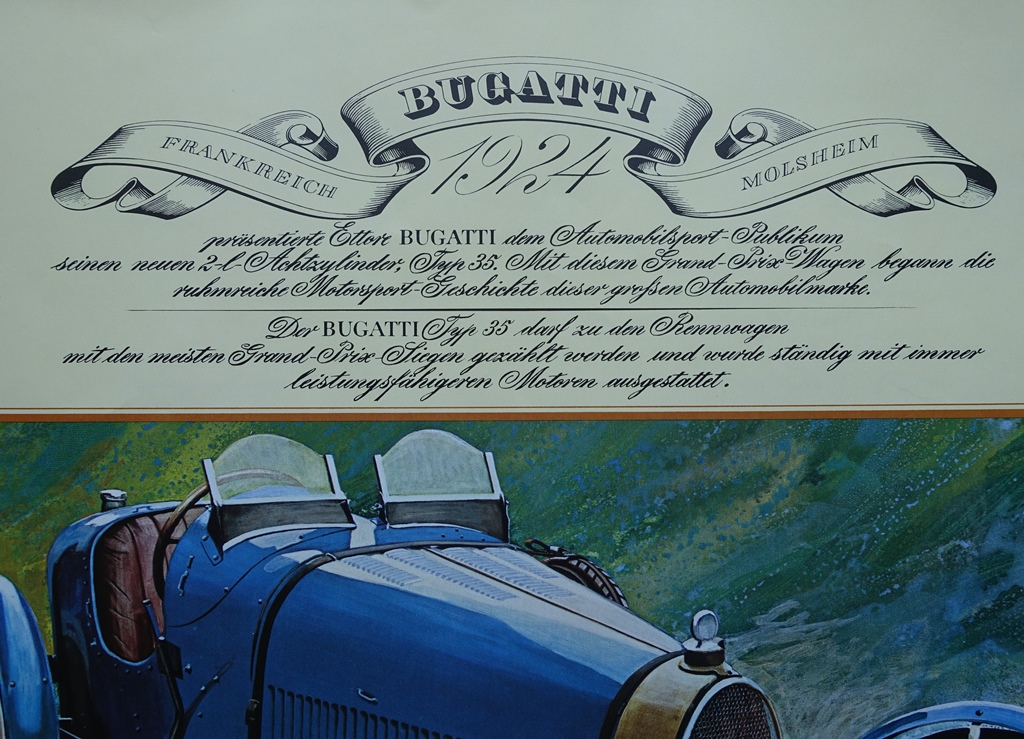 BUGATTI
FRANKREICH 1924 MOLSHEIM
präsentierte Ettore BUGATTI dem Automobilsport-Publikum
seinen neuen 2-l-Achtzylinder, Typ 35. Mit diesem Grand-Prix Wagen begann die
ruhmreiche Motorsport-Geschichte dieser großen Automobilmarke.
Der BUGATTI Typ 35 darf zu den Rennwagen
mit den meisten Grand-Prix-Siegen gezählt werden und wurde ständig mit immer
leistungsfähigeren Motoren ausgestattet.